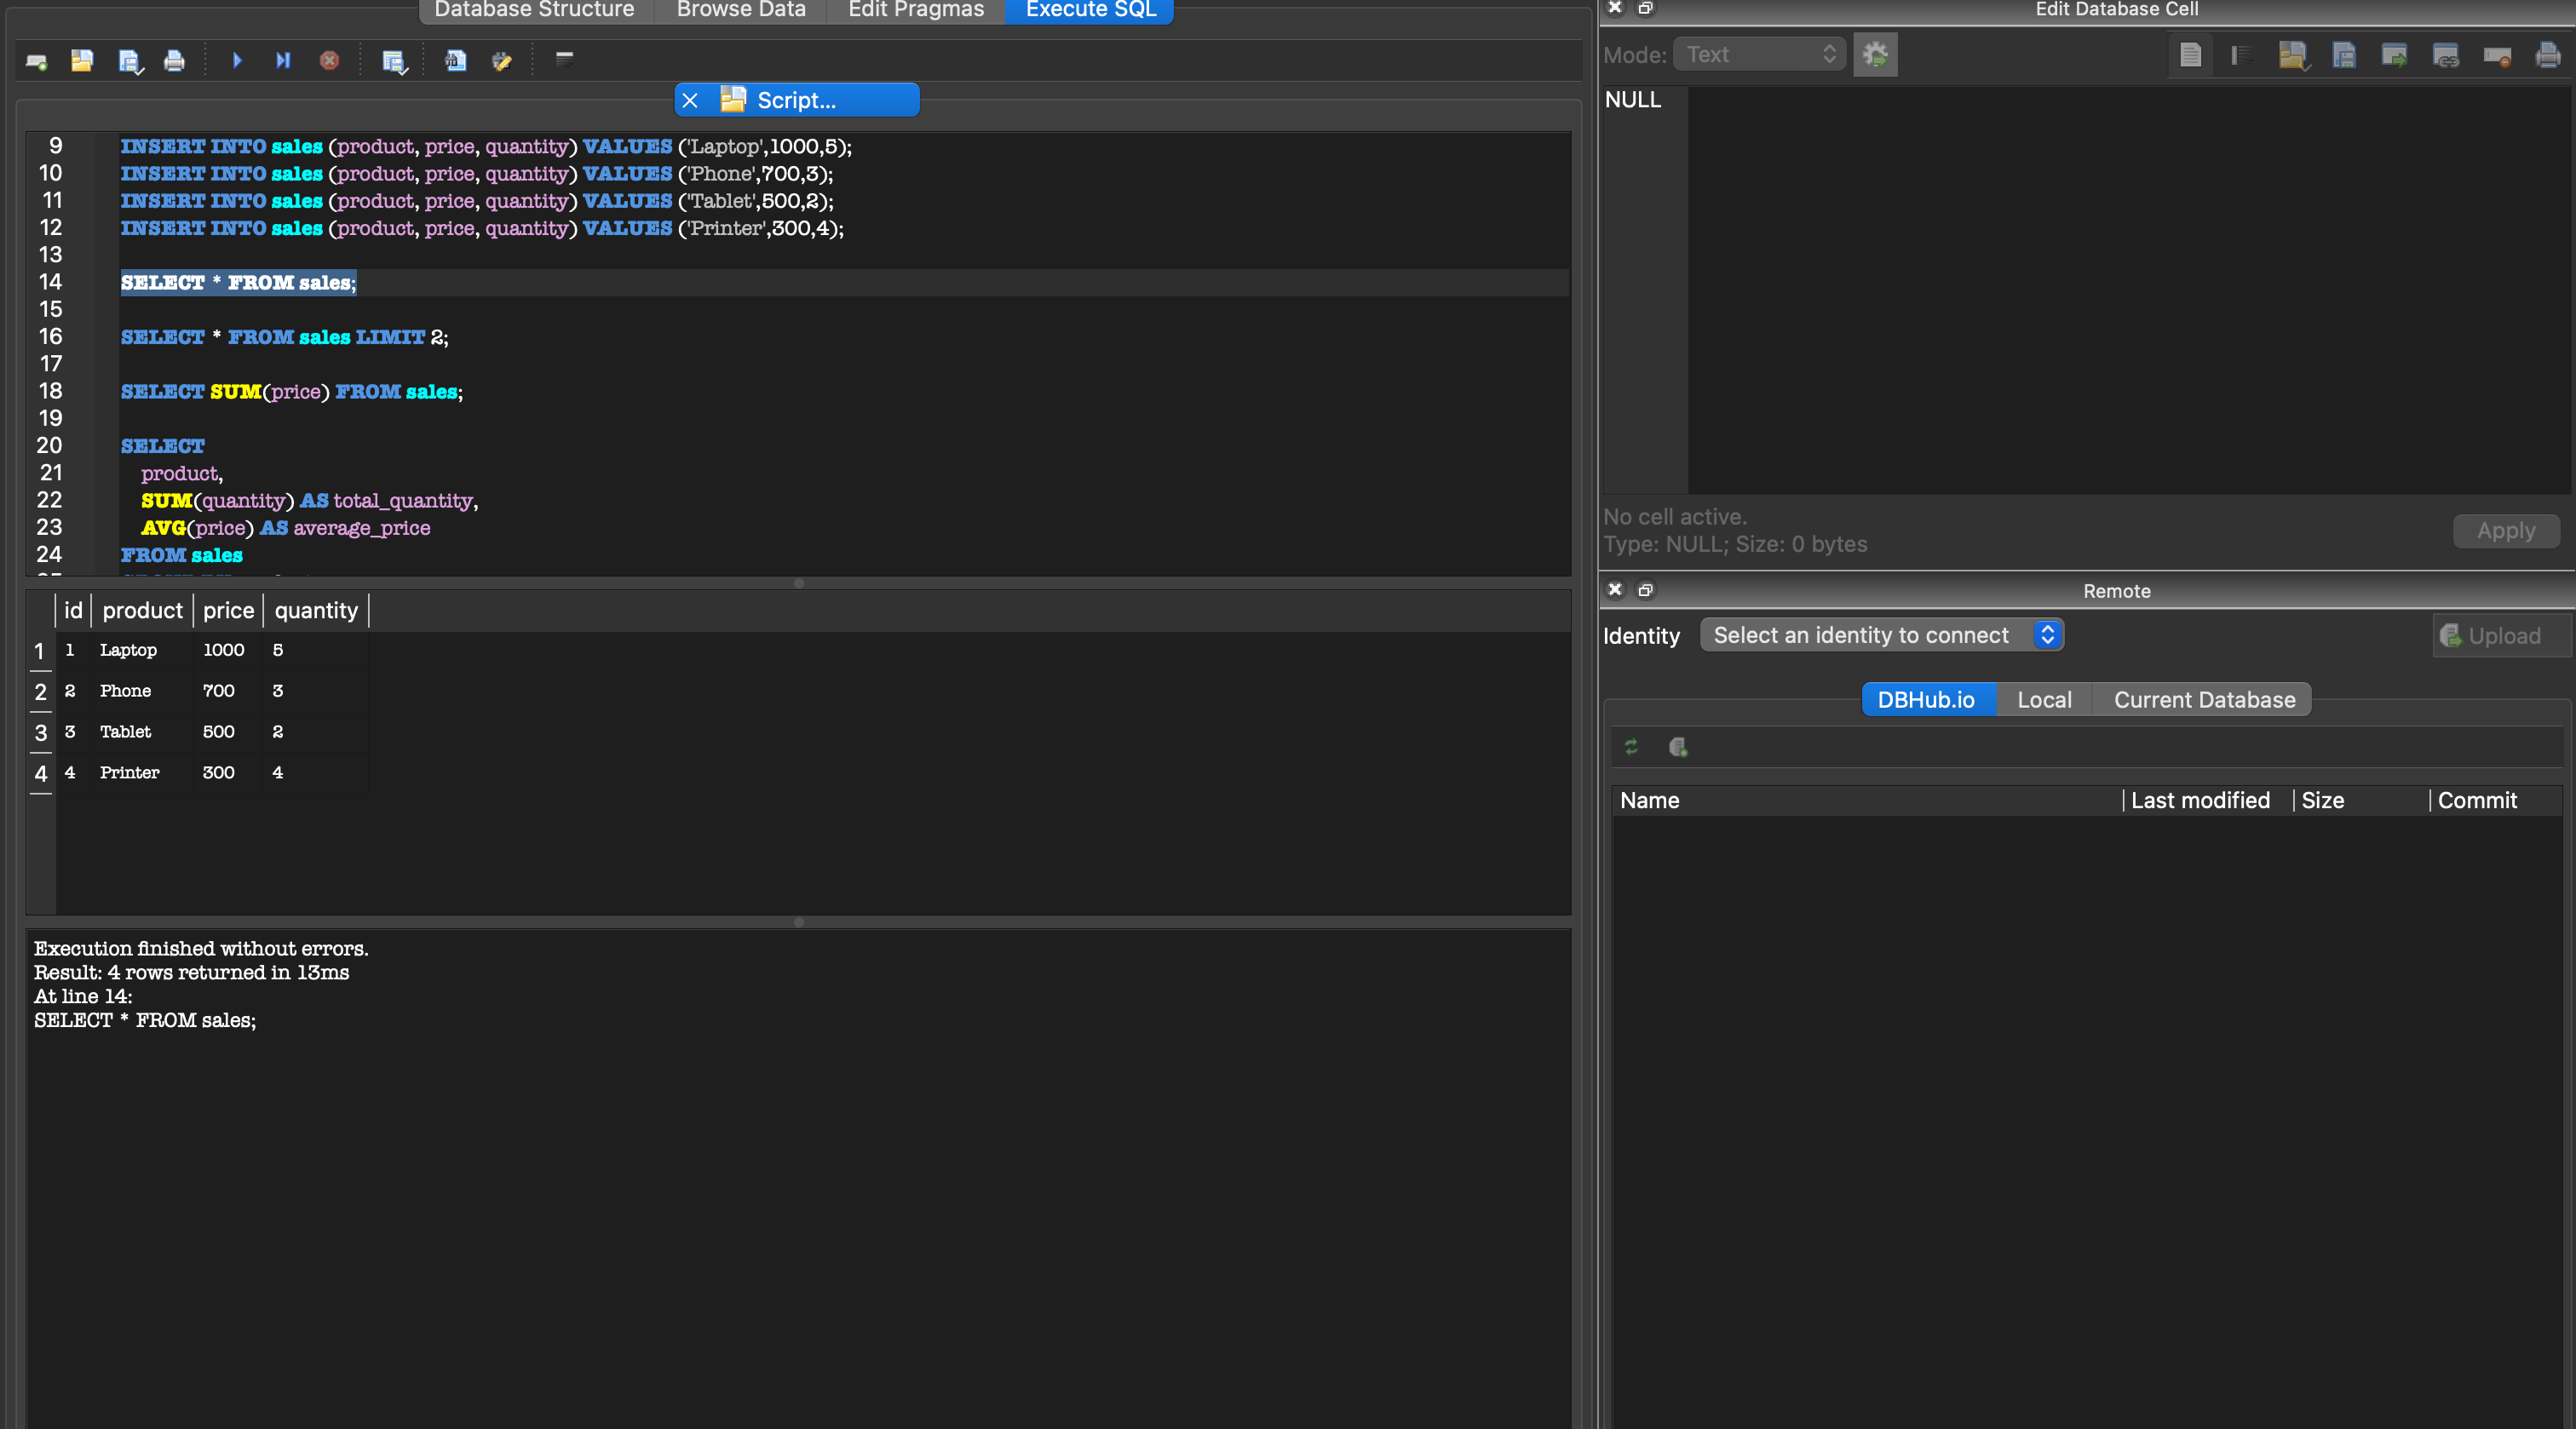 Database Structure Browse Data Edit Pragmas Execute SQL
Script...
9 INSERT INTO sales (product, price, quantity) VALUES ('Laptop',1000,5);
10 INSERT INTO sales (product, price, quantity) VALUES ('Phone',700,3);
11 INSERT INTO sales (product, price, quantity) VALUES ('Tablet',500,2);
12 INSERT INTO sales (product, price, quantity) VALUES ('Printer',300,4);
13
14 SELECT * FROM sales;
15
16 SELECT * FROM sales LIMIT 2;
17
18 SELECT SUM(price) FROM sales;
19
20 SELECT
21 product,
22 SUM(quantity) AS total_quantity,
23 AVG(price) AS average_price
24 FROM sales
id product price quantity
1 1 Laptop 1000 5
2 2 Phone 700 3
3 3 Tablet 500 2
4 4 Printer 300 4
Execution finished without errors.
Result: 4 rows returned in 13ms
At line 14:
SELECT * FROM sales;
Edit Database Cell
Mode: Text
NULL
No cell active.
Type: NULL; Size: 0 bytes
Apply
Remote
Identity Select an identity to connect Upload
DBHub.io Local Current Database
Name Last modified Size Commit